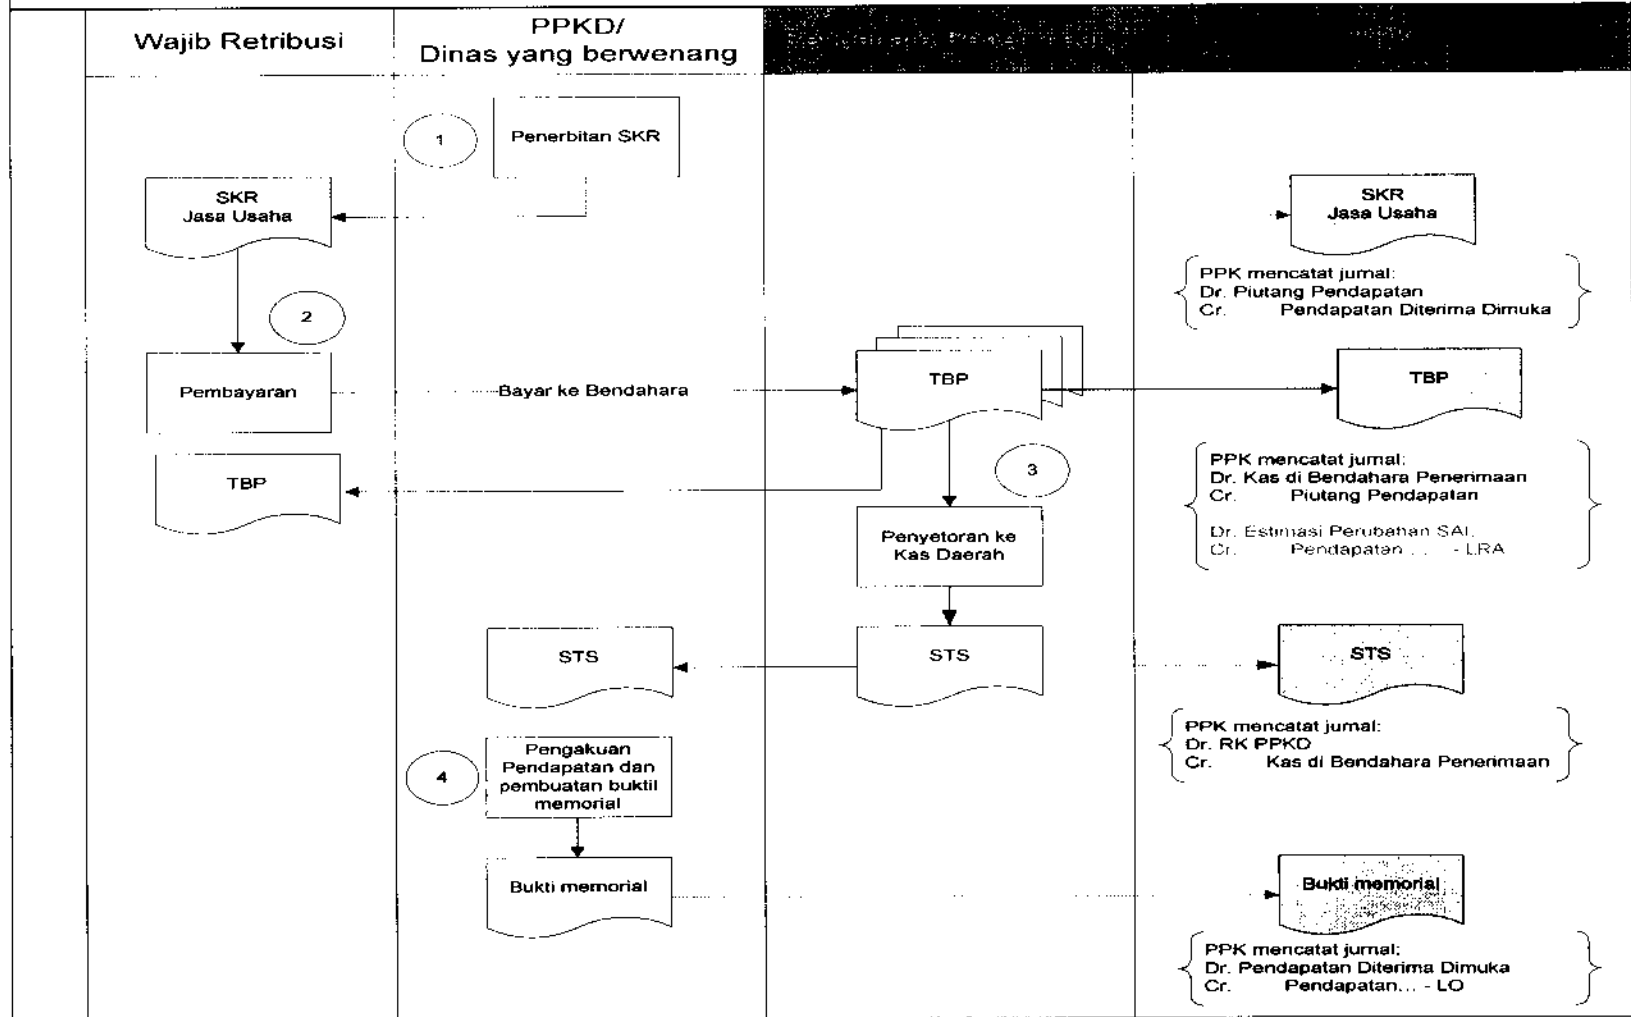 Wajib Retribusi
PPKD/
Dinas yang berwenang
1
Penerbitan SKR
SKR
Jasa Usaha
SKR
Jasa Usaha
PPK mencatat jurnal:
Dr. Piutang Pendapatan
Cr. Pendapatan Diterima Dimuka
2
Pembayaran
Bayar ke Bendahara
TBP
TBP
TBP
3
PPK mencatat jurnal:
Dr. Kas di Bendahara Penerimaan
Cr. Piutang Pendapatan
Dr. Estimasi Perubahan SAL
Cr. Pendapatan ... - LRA
Penyetoran ke
Kas Daerah
STS
STS
STS
PPK mencatat jurnal:
Dr. RK PPKD
Cr. Kas di Bendahara Penerimaan
4
Pengakuan
Pendapatan dan
pembuatan buktil
memorial
Bukti memorial
Bukti memorial
PPK mencatat jurnal:
Dr. Pendapatan Diterima Dimuka
Cr. Pendapatan... - LO